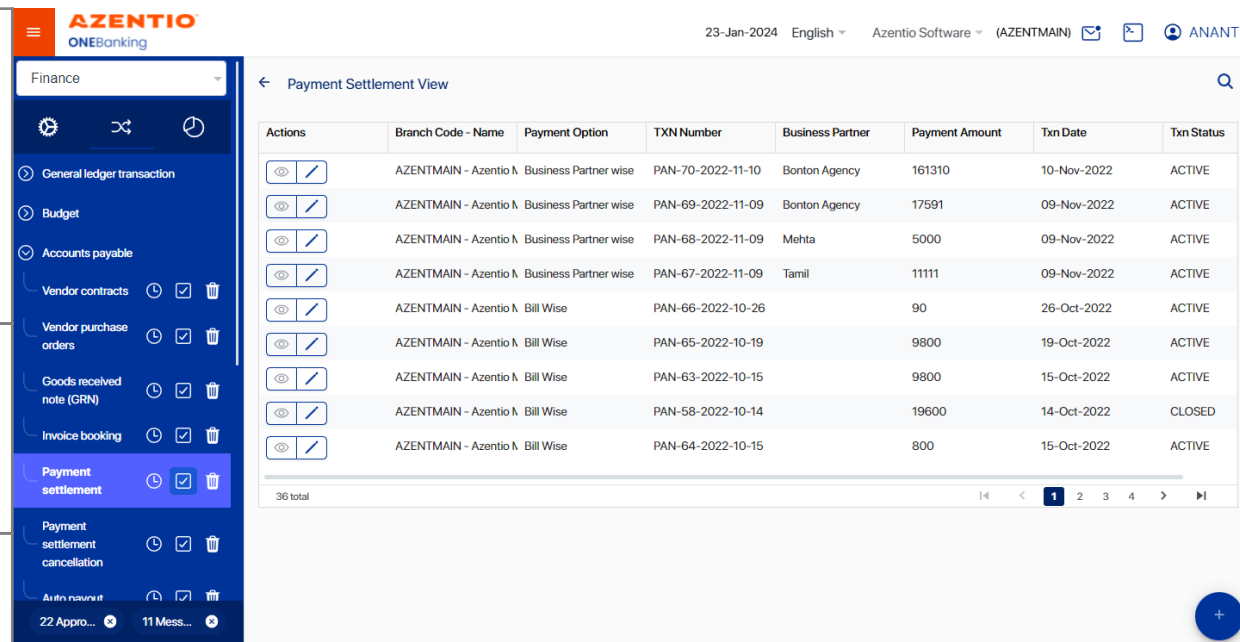 AZENTIO
ONEBanking
23-Jan-2024 English Azentio Software (AZENTMAIN) ANANT
Finance
Payment Settlement View
General ledger transaction
Budget
Accounts payable
Vendor contracts
Vendor purchase
orders
Goods received
note (GRN)
Invoice booking
Payment
settlement
Payment
settlement
cancellation
Auto payout
22 Appro...
11 Mess...
Actions Branch Code - Name Payment Option TXN Number Business Partner Payment Amount Txn Date Txn Status
AZENTMAIN - Azentio Business Partner wise PAN-70-2022-11-10 Bonton Agency 161310 10-Nov-2022 ACTIVE
AZENTMAIN - Azentio Business Partner wise PAN-69-2022-11-09 Bonton Agency 17591 09-Nov-2022 ACTIVE
AZENTMAIN - Azentio Business Partner wise PAN-68-2022-11-09 Mehta 5000 09-Nov-2022 ACTIVE
AZENTMAIN - Azentio Business Partner wise PAN-67-2022-11-09 Tamil 11111 09-Nov-2022 ACTIVE
AZENTMAIN - Azentio Bill Wise PAN-66-2022-10-26 90 26-Oct-2022 ACTIVE
AZENTMAIN - Azentio Bill Wise PAN-65-2022-10-19 9800 19-Oct-2022 ACTIVE
AZENTMAIN - Azentio Bill Wise PAN-63-2022-10-15 9800 15-Oct-2022 ACTIVE
AZENTMAIN - Azentio Bill Wise PAN-58-2022-10-14 19600 14-Oct-2022 CLOSED
AZENTMAIN - Azentio Bill Wise PAN-64-2022-10-15 800 15-Oct-2022 ACTIVE
36 total 1 2 3 4